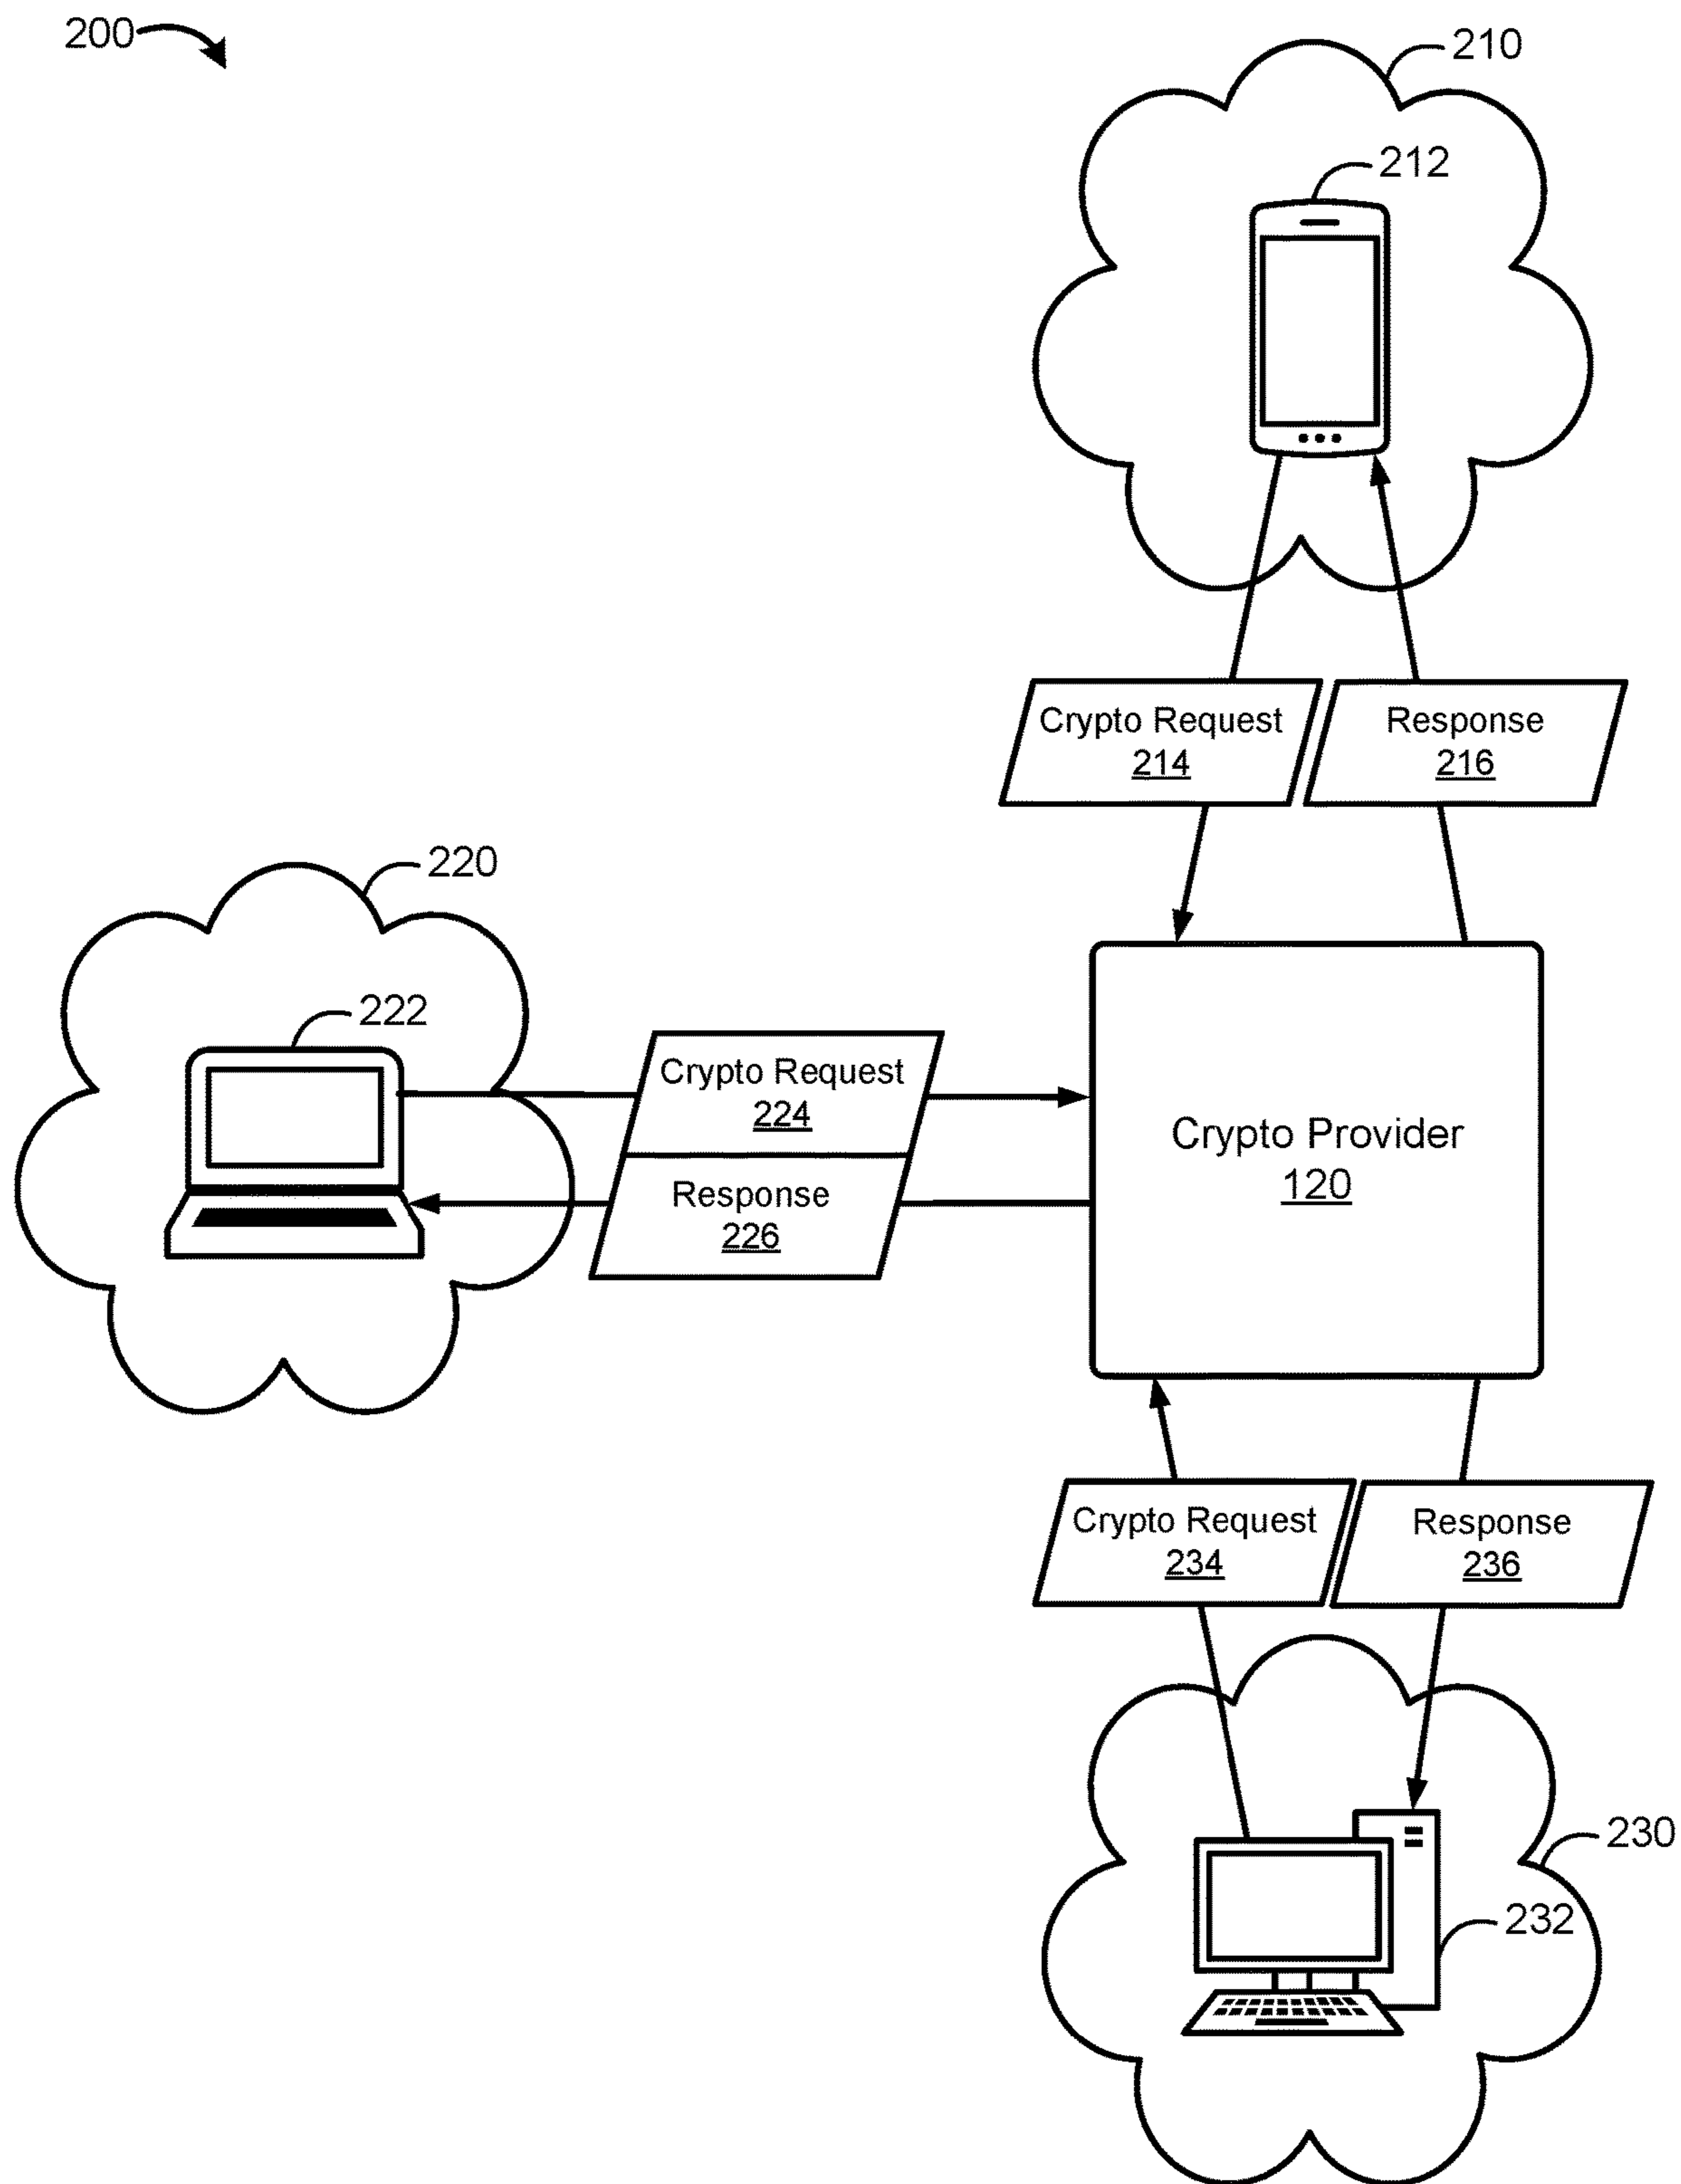 200
210
212
Crypto Request
214
Response
216
220
222
Crypto Request
224
Response
226
Crypto Provider
120
Crypto Request
234
Response
236
230
232